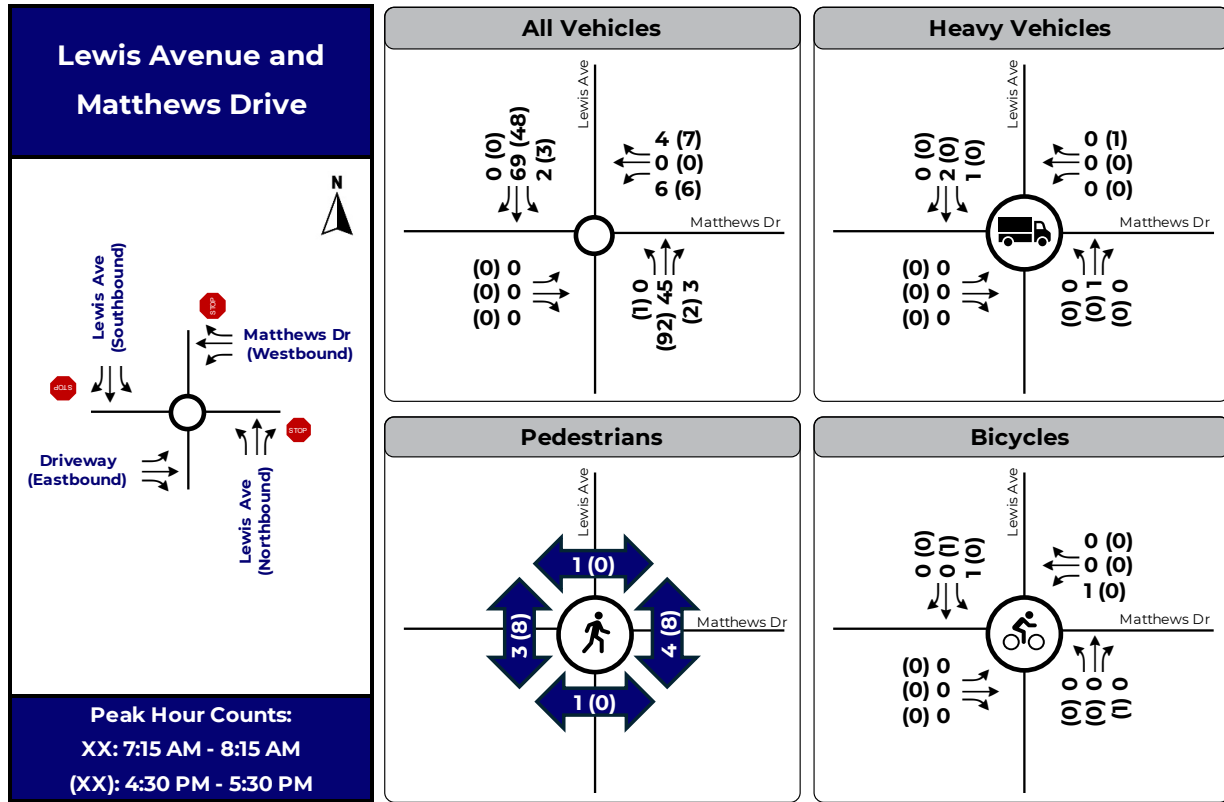 Lewis Avenue and
Matthews Drive
N
Lewis Ave
(Southbound)
STOP
Matthews Dr
(Westbound)
STOP
STOP
Driveway
(Eastbound)
Lewis Ave
(Northbound)
Peak Hour Counts:
XX: 7:15 AM - 8:15 AM
(XX): 4:30 PM - 5:30 PM
All Vehicles
Lewis Ave
0 (0)
69 (48)
2 (3)
4 (7)
0 (0)
6 (6)
Matthews Dr
(0) 0
(0) 0
(0) 0
(1) 0
(92) 45
(2) 3
Heavy Vehicles
Lewis Ave
0 (0)
2 (0)
1 (0)
0 (1)
0 (0)
0 (0)
Matthews Dr
(0) 0
(0) 0
(0) 0
(0) 0
(0) 1
(0) 0
Pedestrians
Lewis Ave
1 (0)
3 (8)
4 (8)
Matthews Dr
1 (0)
Bicycles
Lewis Ave
0 (0)
0 (1)
1 (0)
0 (0)
0 (0)
1 (0)
Matthews Dr
(0) 0
(0) 0
(0) 0
(0) 0
(0) 0
(1) 0